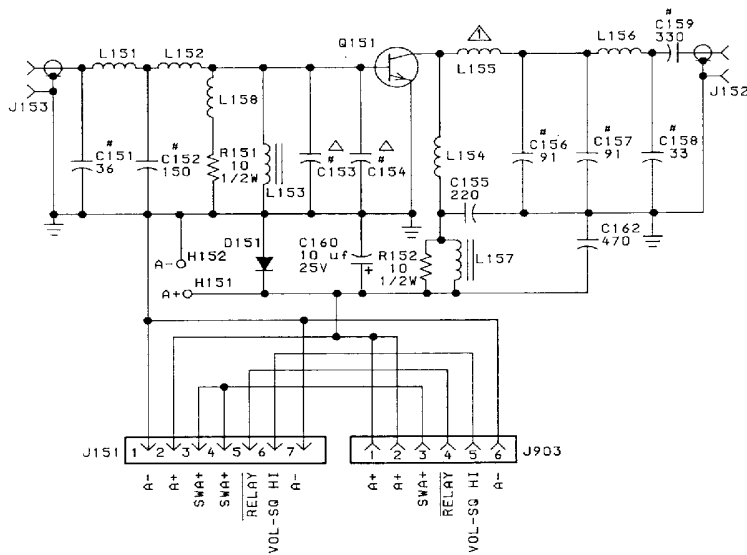 #
C159
330
L151
L152
Q151
1
L156
L155
J153
J152
L158
#
C151
36
#
C152
150
R151
10
1/2W
L153
#
C153
#
C154
L154
#
C156
91
#
C157
91
#
C158
33
C155
220
C162
470
D151
C160
10 uf
25V
+
R152
10
1/2W
L157
A-
H152
A+
H151
J151
1 2 3 4 4 5 6 7
1 2 3 4 5 6
J903
A-
A+
SWA+
SWA+
RELAY
VOL-SQ HI
A-
A+
A+
SWA+
RELAY
VOL-SQ HI
A-